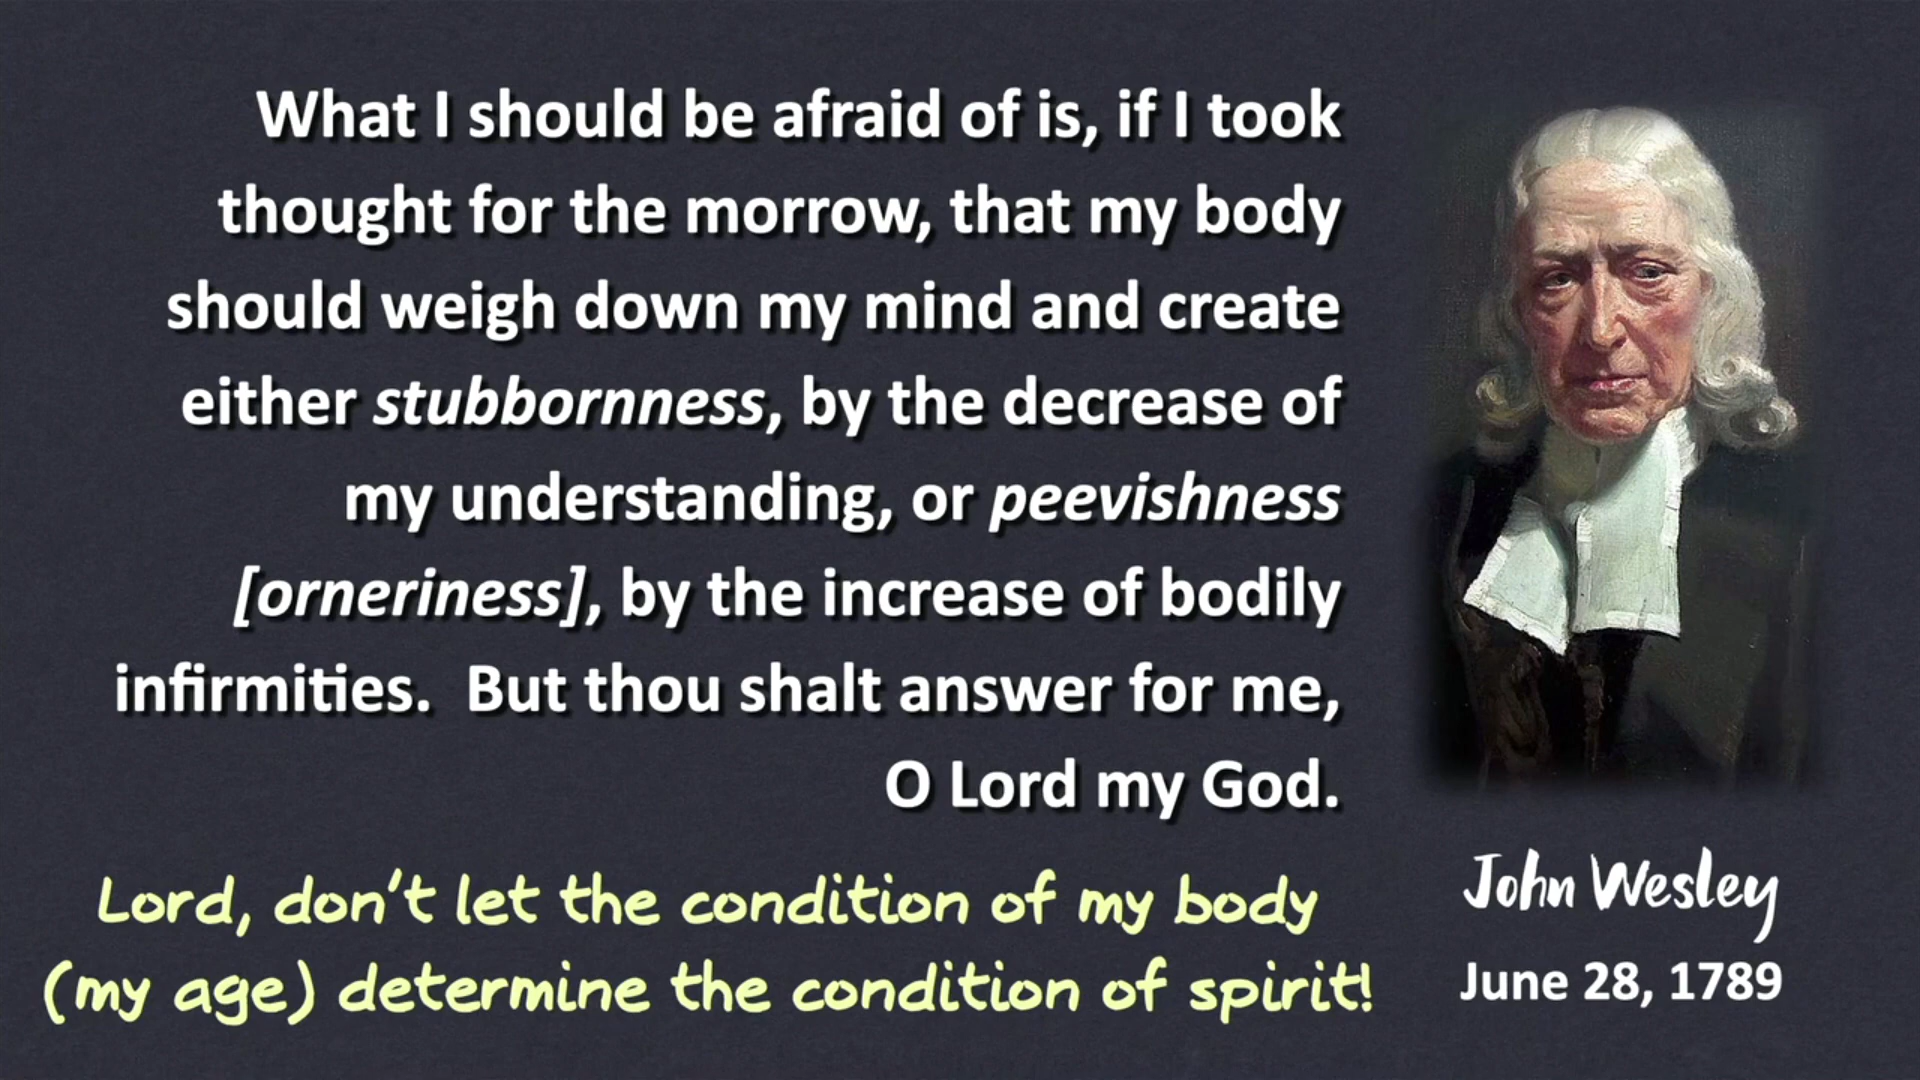 What I should be afraid of is, if I took
thought for the morrow, that my body
should weigh down my mind and create
either stubbornness, by the decrease of
my understanding, or peevishness
[orneriness], by the increase of bodily
infirmities.  But thou shalt answer for me,
O Lord my God.
Lord, don't let the condition of my body
(my age) determine the condition of spirit!
John Wesley
June 28, 1789